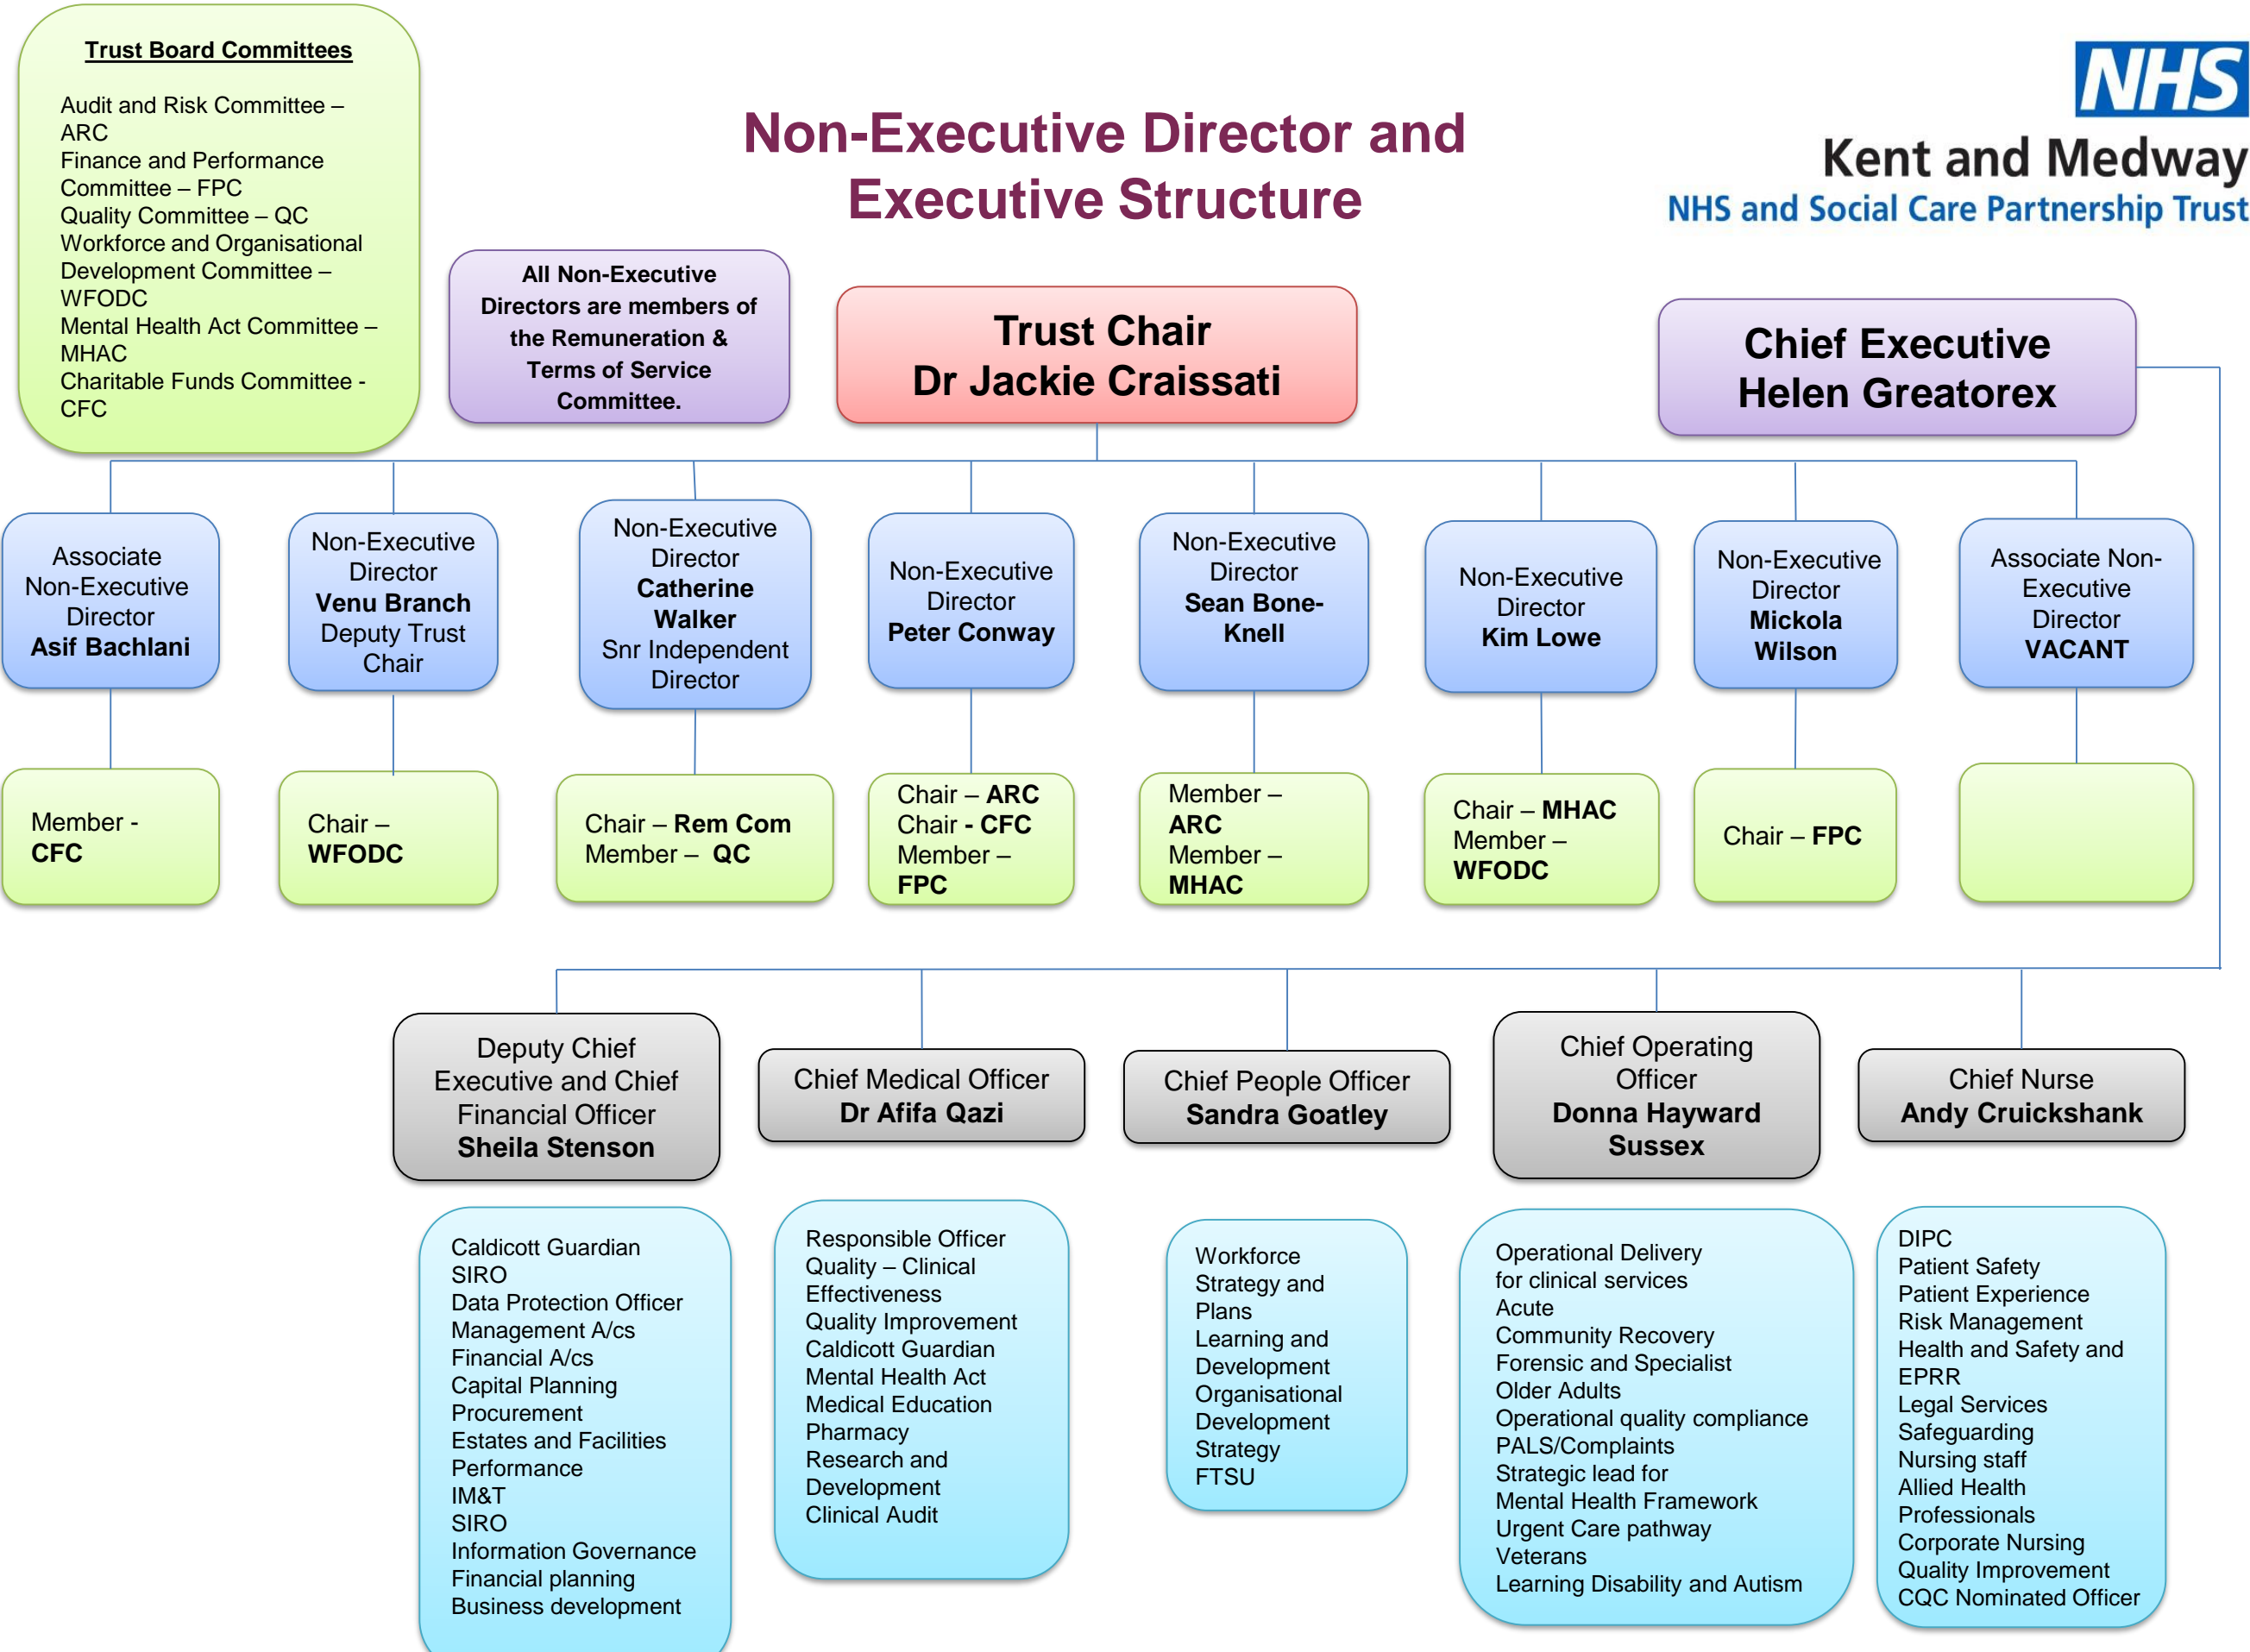 Trust Board Committees
Audit and Risk Committee –
ARC
Finance and Performance
Committee – FPC
Quality Committee – QC
Workforce and Organisational
Development Committee –
WFODC
Mental Health Act Committee –
MHAC
Charitable Funds Committee -
CFC
Non-Executive Director and
Executive Structure
NHS
Kent and Medway
NHS and Social Care Partnership Trust
All Non-Executive
Directors are members of
the Remuneration &
Terms of Service
Committee.
Trust Chair
Dr Jackie Craissati
Chief Executive
Helen Greatorex
Associate
Non-Executive
Director
Asif Bachlani
Non-Executive
Director
Venu Branch
Deputy Trust
Chair
Non-Executive
Director
Catherine
Walker
Snr Independent
Director
Non-Executive
Director
Peter Conway
Non-Executive
Director
Sean Bone-
Knell
Non-Executive
Director
Kim Lowe
Non-Executive
Director
Mickola
Wilson
Associate Non-
Executive
Director
VACANT
Member -
CFC
Chair –
WFODC
Chair – Rem Com
Member – QC
Chair – ARC
Chair - CFC
Member –
FPC
Member –
ARC
Member –
MHAC
Chair – MHAC
Member –
WFODC
Chair – FPC
Deputy Chief
Executive and Chief
Financial Officer
Sheila Stenson
Chief Medical Officer
Dr Afifa Qazi
Chief People Officer
Sandra Goatley
Chief Operating
Officer
Donna Hayward
Sussex
Chief Nurse
Andy Cruickshank
Caldicott Guardian
SIRO
Data Protection Officer
Management A/cs
Financial A/cs
Capital Planning
Procurement
Estates and Facilities
Performance
IM&T
SIRO
Information Governance
Financial planning
Business development
Responsible Officer
Quality – Clinical
Effectiveness
Quality Improvement
Caldicott Guardian
Mental Health Act
Medical Education
Pharmacy
Research and
Development
Clinical Audit
Workforce
Strategy and
Plans
Learning and
Development
Organisational
Development
Strategy
FTSU
Operational Delivery
for clinical services
Acute
Community Recovery
Forensic and Specialist
Older Adults
Operational quality compliance
PALS/Complaints
Strategic lead for
Mental Health Framework
Urgent Care pathway
Veterans
Learning Disability and Autism
DIPC
Patient Safety
Patient Experience
Risk Management
Health and Safety and
EPRR
Legal Services
Safeguarding
Nursing staff
Allied Health
Professionals
Corporate Nursing
Quality Improvement
CQC Nominated Officer